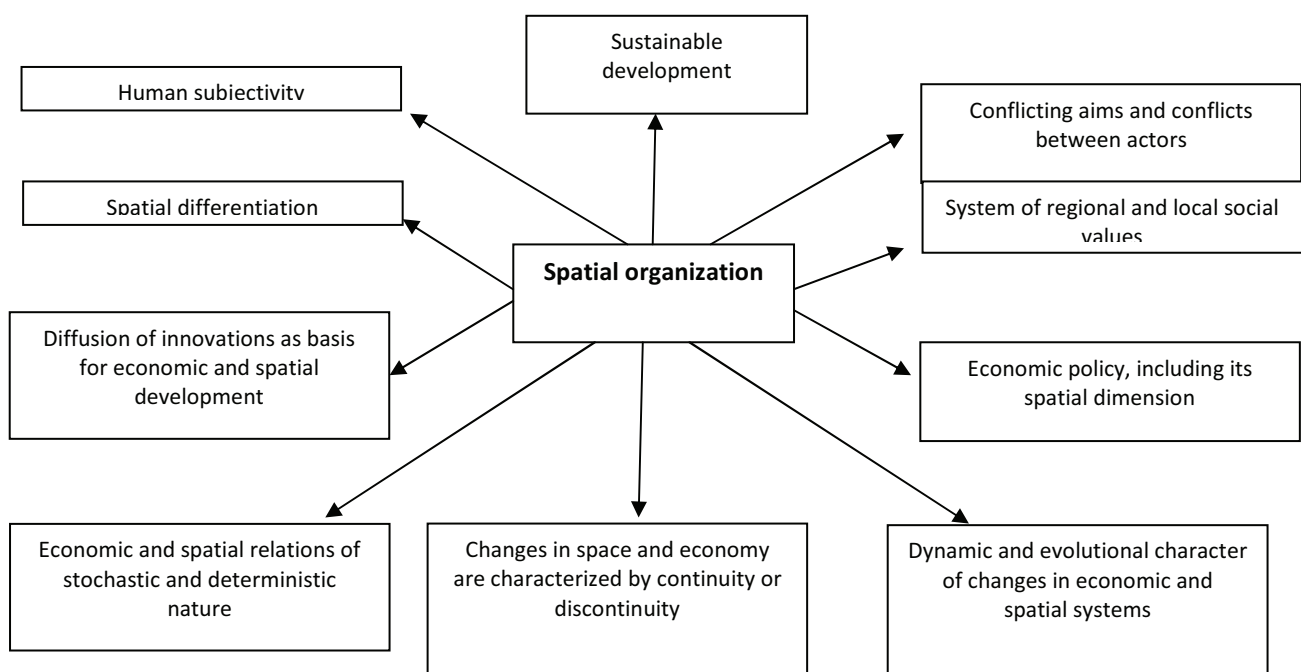 Sustainable
development
Human subjectivity
Conflicting aims and conflicts
between actors
Spatial differentiation
System of regional and local social
values
Spatial organization
Diffusion of innovations as basis
for economic and spatial
development
Economic policy, including its
spatial dimension
Economic and spatial relations of
stochastic and deterministic
nature
Changes in space and economy
are characterized by continuity or
discontinuity
Dynamic and evolutional character
of changes in economic and
spatial systems